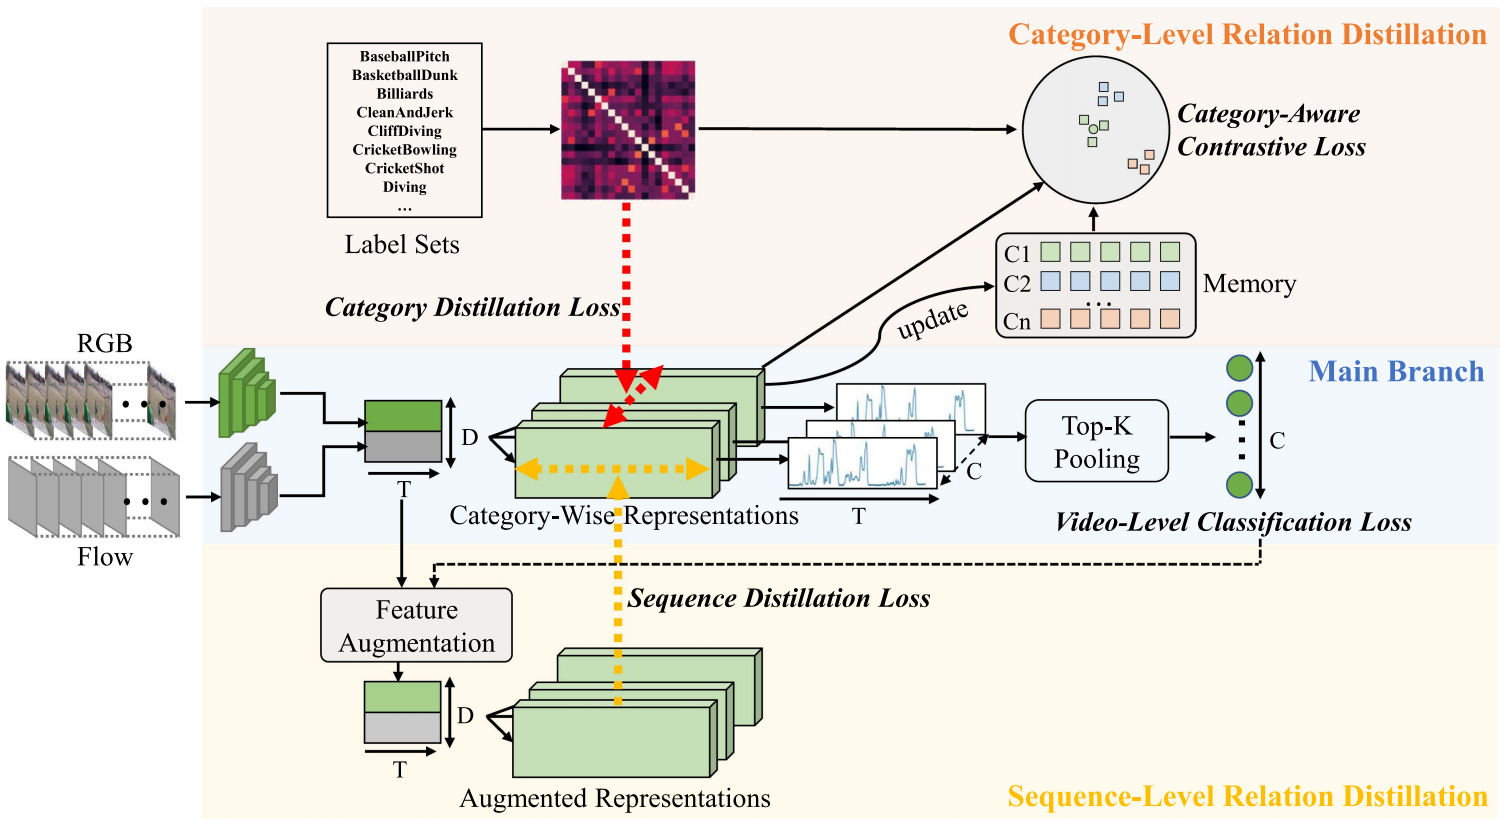 Category-Level Relation Distillation
BaseballPitch
BasketballDunk
Billiards
CleanAndJerk
CliffDiving
CricketBowling
CricketShot
Diving
...
Label Sets
Category-Aware
Contrastive Loss
C1
C2
...
Cn
Memory
update
Category Distillation Loss
RGB
Flow
Main Branch
D
T
Category-Wise Representations
C
T
Top-K
Pooling
C
Video-Level Classification Loss
Feature
Augmentation
Sequence Distillation Loss
D
T
Augmented Representations
Sequence-Level Relation Distillation